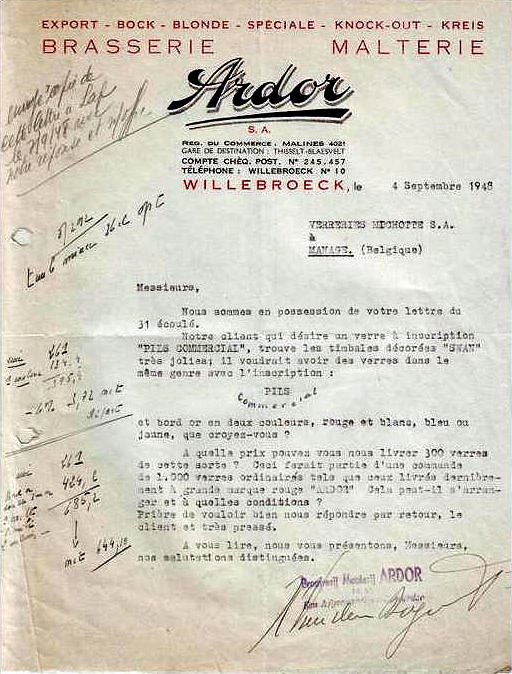 EXPORT - BOCK - BLONDE - SPÉCIALE - KNOCK-OUT - KREIS
BRASSERIE MALTERIE
Ardor
S.A.
REG. DU COMMERCE: MALINES 4021
GARE DE DESTINATION: THISSELT-BLAESVELT
COMPTE CHÈQ. POST. N° 245.457
TÉLÉPHONE: WILLEBROECK N° 10
WILLEBROECK, le 4 Septembre 1948
VERRERIES MICHOTTE S.A.
à
MANAGE. (Belgique)
Messieurs,
Nous sommes en possession de votre lettre du
31 écoulé.
Notre client qui désire un verre à inscription
"PILS COMMERCIAL", trouve les timbales décorées "SWAN"
très jolies; il voudrait avoir des verres dans le
même genre avec l'inscription :
PILS
Commercial
et bord or en deux couleurs, rouge et blanc, bleu ou
jaune, que croyez-vous ?
A quelle prix pouvez vous nous livrer 300 verres
de cette sorte ? Ceci ferait partie d'une commande
de 1.000 verres ordinaires tels que ceux livrés dernière-
ment à grande marque rouge "ARDOR" Cela peut-il s'arran-
ger et à quelles conditions ?
Prière de vouloir bien nous répondre par retour, le
client et très pressé.
A vous lire, nous vous présentons, Messieurs,
nos salutations distinguées.
Brouwerij Mouterij ARDOR